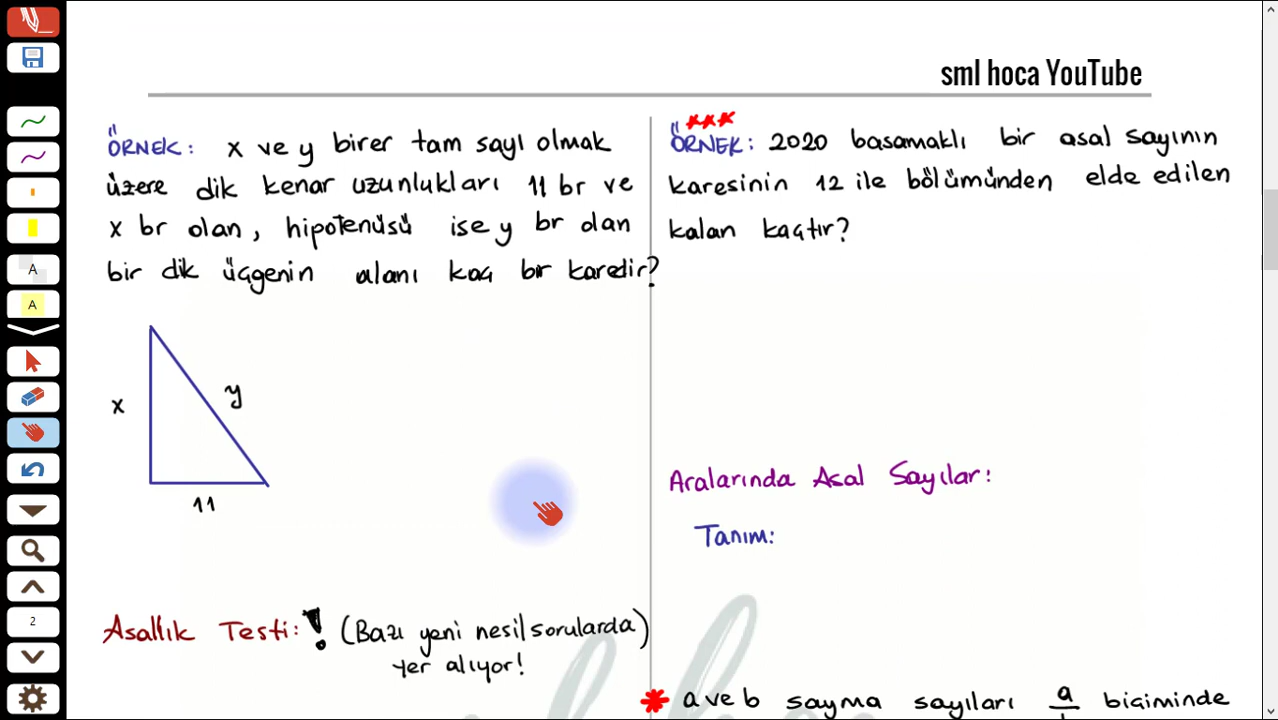 sml hoca YouTube
ÖRNEK: x ve y birer tam sayı olmak
üzere dik kenar uzunlukları 11 br ve
x br olan, hipotenüsü ise y br olan
bir dik üçgenin alanı kaç br karedir?
x
y
11
Asallık Testi: ! (Bazı yeni nesil sorularda)
yer alıyor!
ÖRNEK: 2020 basamaklı bir asal sayının
karesinin 12 ile bölümünden elde edilen
kalan kaçtır?
Aralarında Asal Sayılar:
Tanım:
* a ve b sayma sayıları a biçiminde
A
A
2